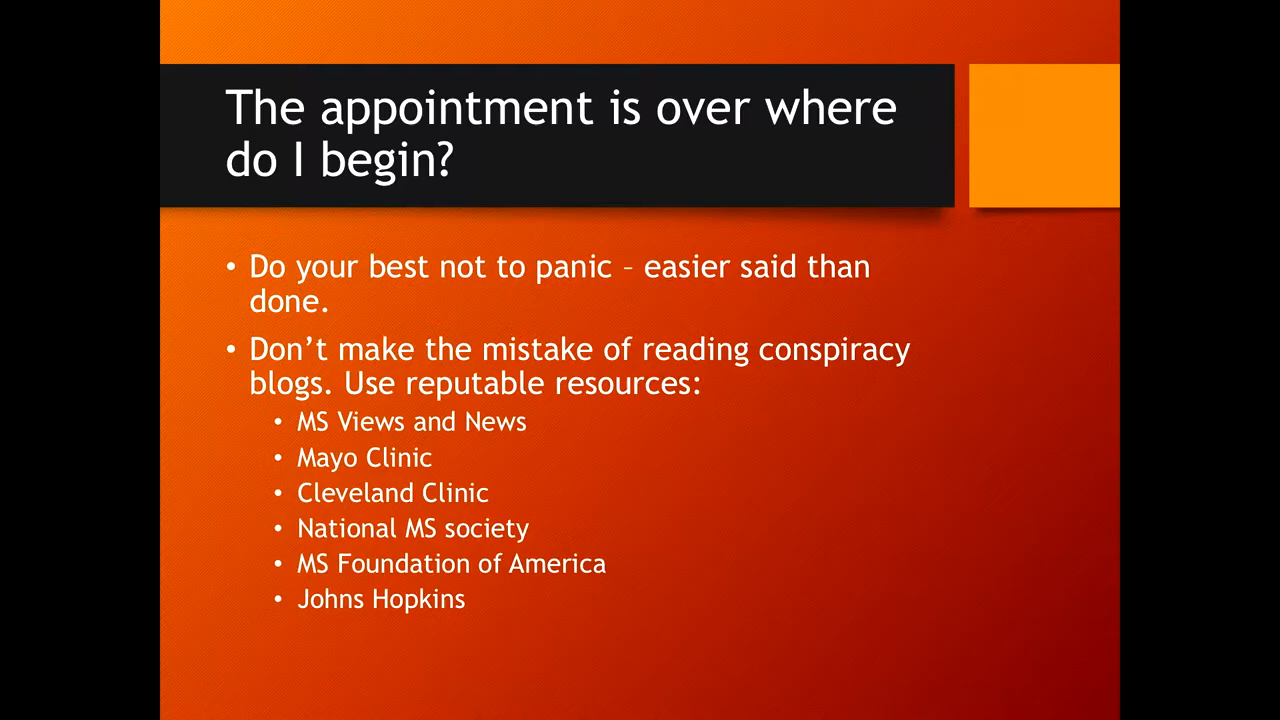 The appointment is over where
do I begin?
• Do your best not to panic – easier said than
done.
• Don’t make the mistake of reading conspiracy
blogs. Use reputable resources:
• MS Views and News
• Mayo Clinic
• Cleveland Clinic
• National MS society
• MS Foundation of America
• Johns Hopkins